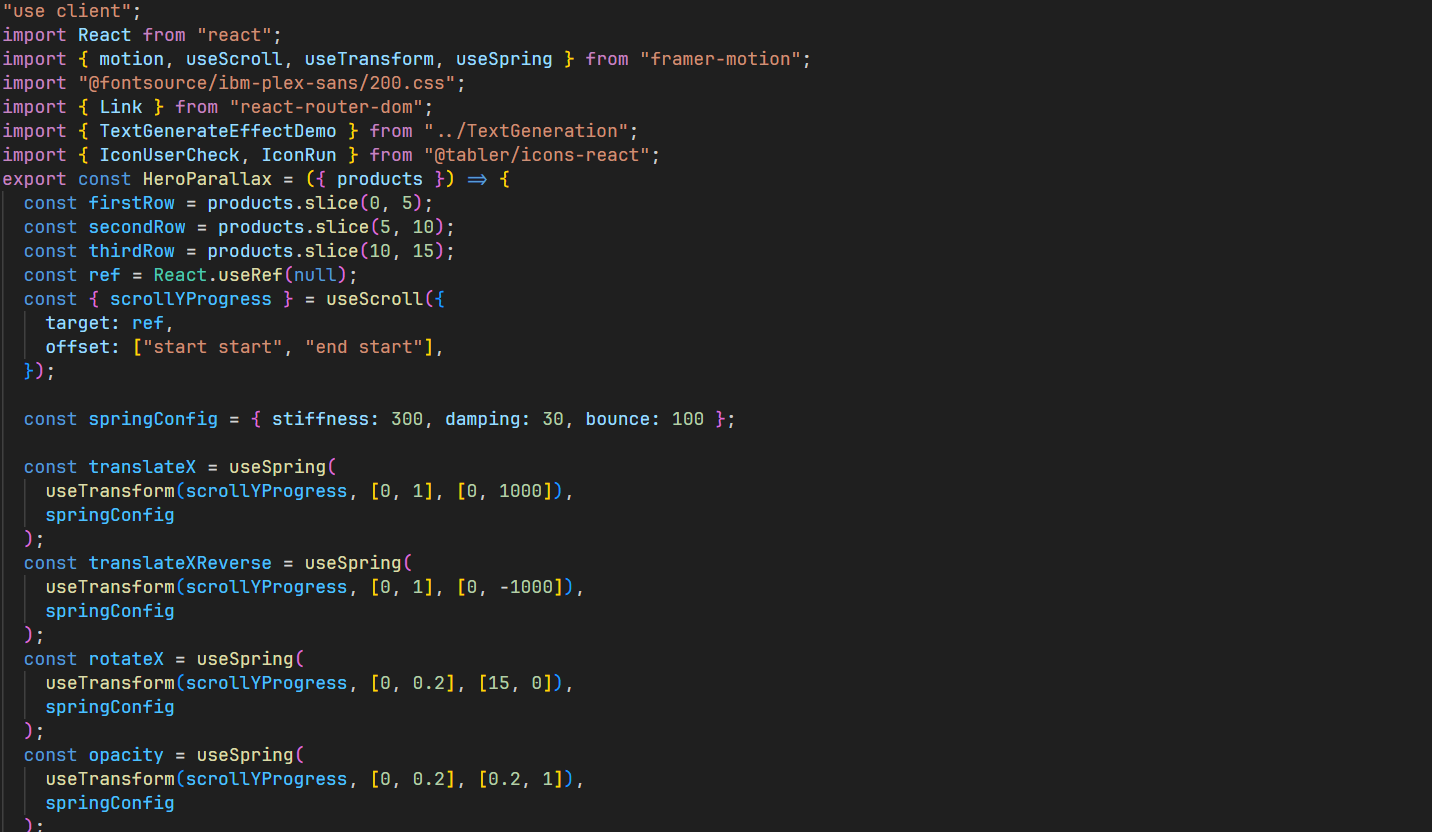 "use client";
import React from "react";
import { motion, useScroll, useTransform, useSpring } from "framer-motion";
import "@fontsource/ibm-plex-sans/200.css";
import { Link } from "react-router-dom";
import { TextGenerateEffectDemo } from "../TextGeneration";
import { IconUserCheck, IconRun } from "@tabler/icons-react";
export const HeroParallax = ({ products }) => {
  const firstRow = products.slice(0, 5);
  const secondRow = products.slice(5, 10);
  const thirdRow = products.slice(10, 15);
  const ref = React.useRef(null);
  const { scrollYProgress } = useScroll({
    target: ref,
    offset: ["start start", "end start"],
  });

  const springConfig = { stiffness: 300, damping: 30, bounce: 100 };

  const translateX = useSpring(
    useTransform(scrollYProgress, [0, 1], [0, 1000]),
    springConfig
  );
  const translateXReverse = useSpring(
    useTransform(scrollYProgress, [0, 1], [0, -1000]),
    springConfig
  );
  const rotateX = useSpring(
    useTransform(scrollYProgress, [0, 0.2], [15, 0]),
    springConfig
  );
  const opacity = useSpring(
    useTransform(scrollYProgress, [0, 0.2], [0.2, 1]),
    springConfig
  );